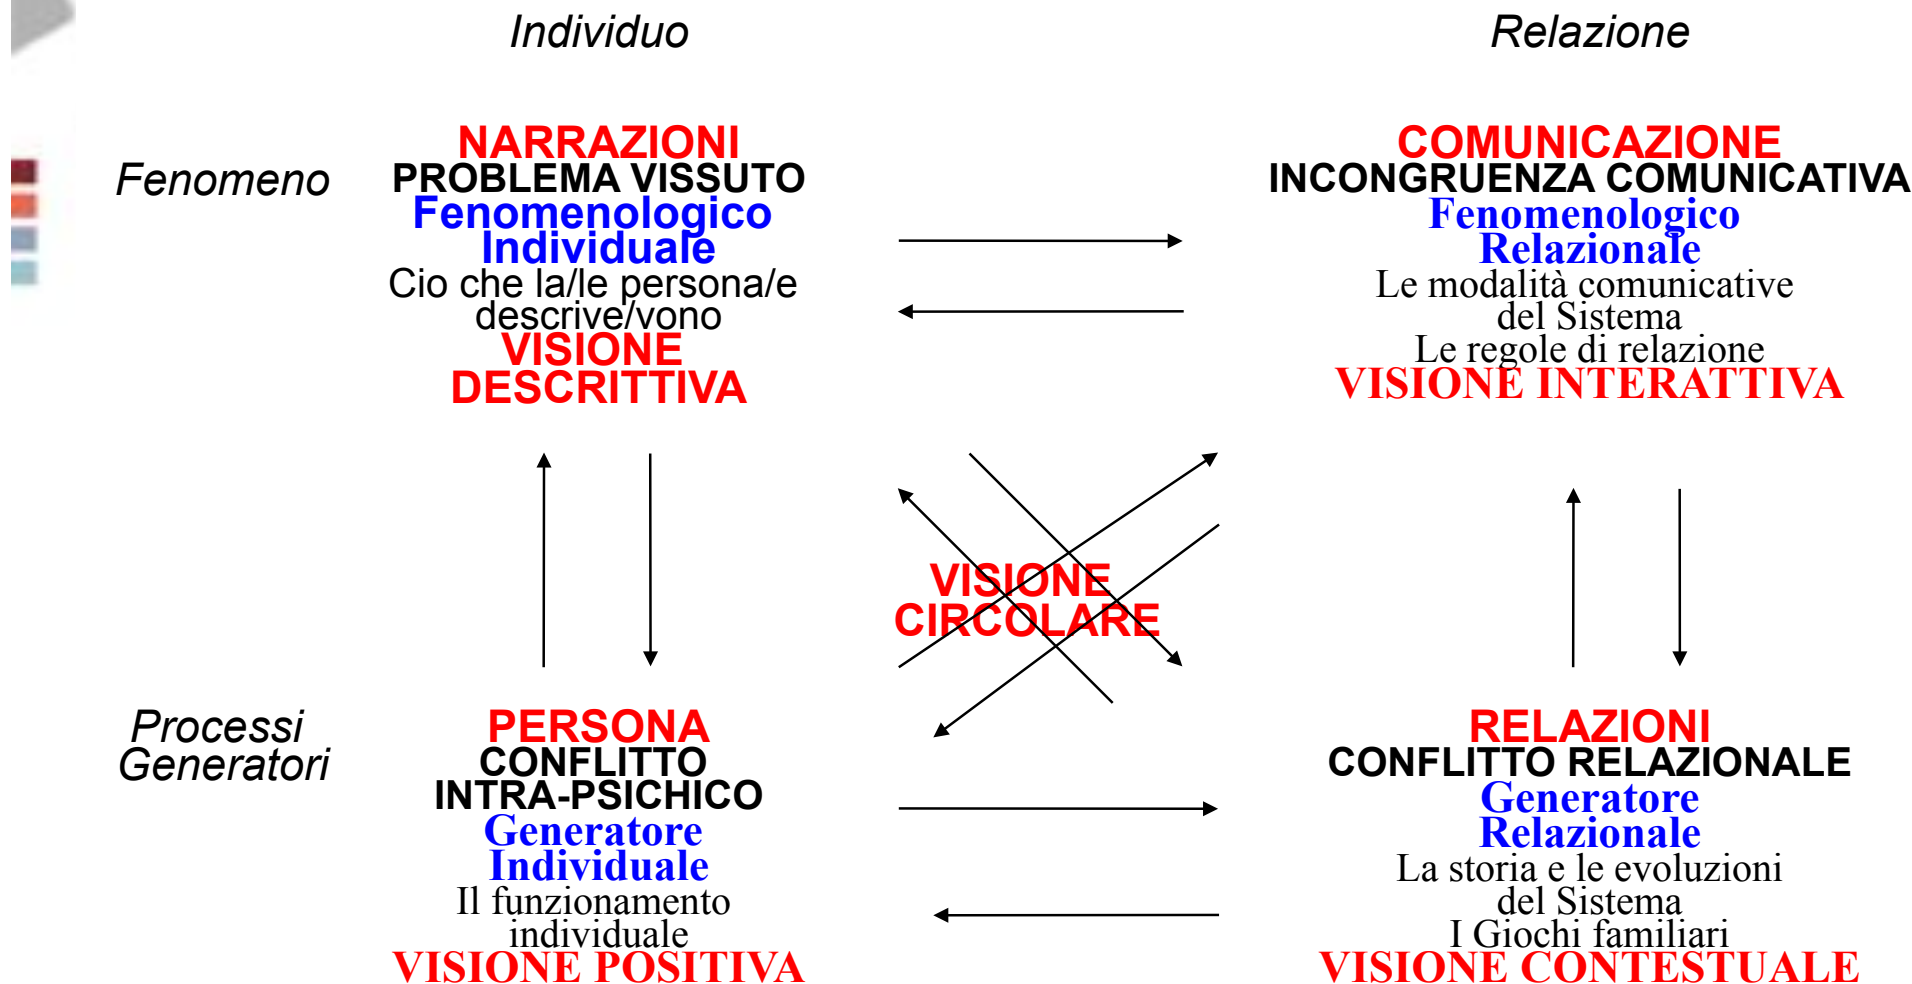 Individuo
Relazione
Fenomeno
NARRAZIONI
PROBLEMA VISSUTO
Fenomenologico
Individuale
Cio che la/le persona/e
descrive/vono
VISIONE
DESCRITTIVA
COMUNICAZIONE
INCONGRUENZA COMUNICATIVA
Fenomenologico
Relazionale
Le modalità comunicative
del Sistema
Le regole di relazione
VISIONE INTERATTIVA
VISIONE
CIRCOLARE
Processi
Generatori
PERSONA
CONFLITTO
INTRA-PSICHICO
Generatore
Individuale
Il funzionamento
individuale
VISIONE POSITIVA
RELAZIONI
CONFLITTO RELAZIONALE
Generatore
Relazionale
La storia e le evoluzioni
del Sistema
I Giochi familiari
VISIONE CONTESTUALE